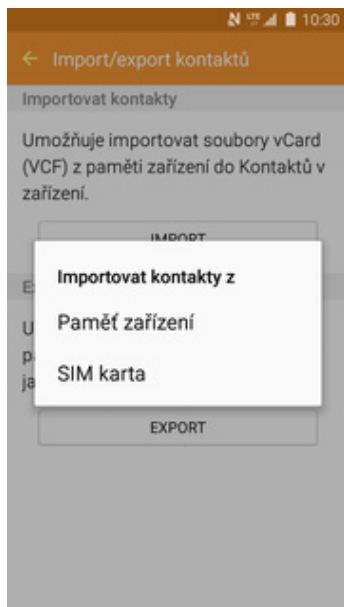 10:30
Import/export kontaktů
Importovat kontakty
Umožňuje importovat soubory vCard
(VCF) z paměti zařízení do Kontaktů v
zařízení.
IMPORT
Importovat kontakty z
Paměť zařízení
SIM karta
EXPORT